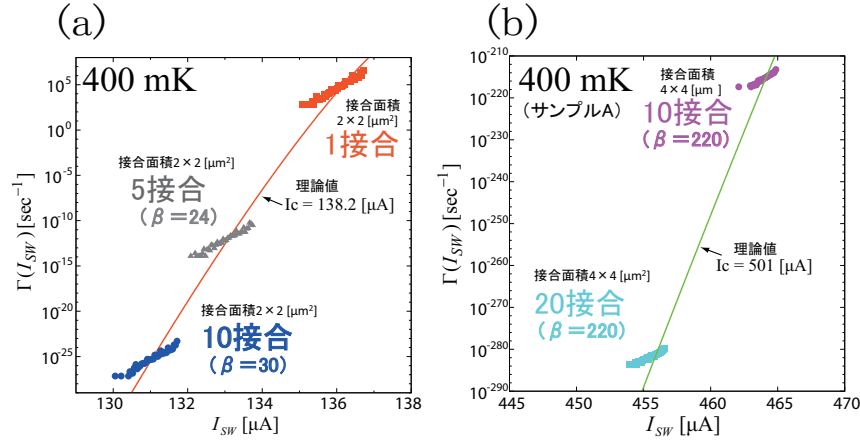 (a)
400 mK
接合面積
2×2 [μm²]
1接合
接合面積2×2 [μm²]
5接合
(β=24)
理論値
Ic = 138.2 [μA]
接合面積2×2 [μm²]
10接合
(β=30)
Γ(I_SW) [sec⁻¹]
10⁵
10⁰
10⁻⁵
10⁻¹⁰
10⁻¹⁵
10⁻²⁰
10⁻²⁵
130 132 134 136 138
I_SW [μA]
(b)
400 mK
(サンプルA)
接合面積
4×4 [μm ]
10接合
(β=220)
理論値
Ic = 501 [μA]
接合面積4×4 [μm²]
20接合
(β=220)
Γ(I_SW) [sec⁻¹]
10⁻²¹⁰
10⁻²²⁰
10⁻²³⁰
10⁻²⁴⁰
10⁻²⁵⁰
10⁻²⁶⁰
10⁻²⁷⁰
10⁻²⁸⁰
10⁻²⁹⁰
445 450 455 460 465 470
I_SW [μA]